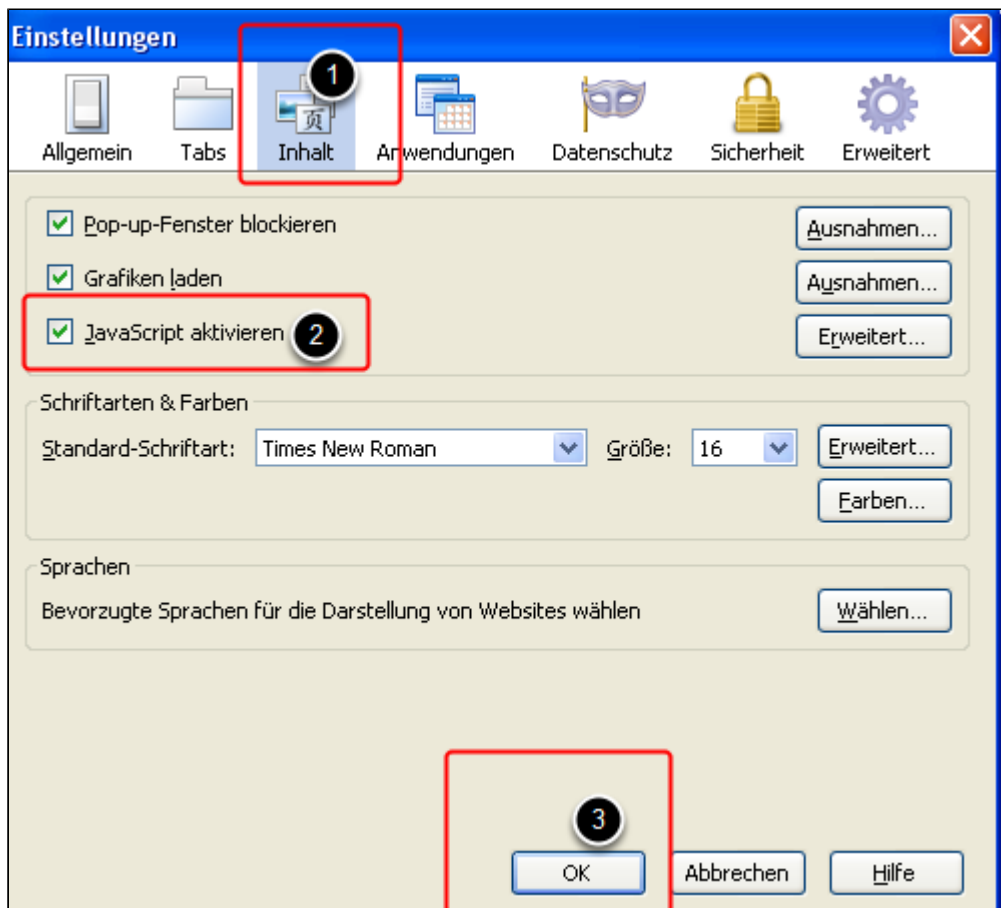 Einstellungen
1
页
Allgemein Tabs Inhalt Anwendungen Datenschutz Sicherheit Erweitert
Pop-up-Fenster blockieren Ausnahmen...
Grafiken laden Ausnahmen...
JavaScript aktivieren 2 Erweitert...
Schriftarten & Farben
Standard-Schriftart: Times New Roman Größe: 16 Erweitert...
Farben...
Sprachen
Bevorzugte Sprachen für die Darstellung von Websites wählen Wählen...
3
OK Abbrechen Hilfe